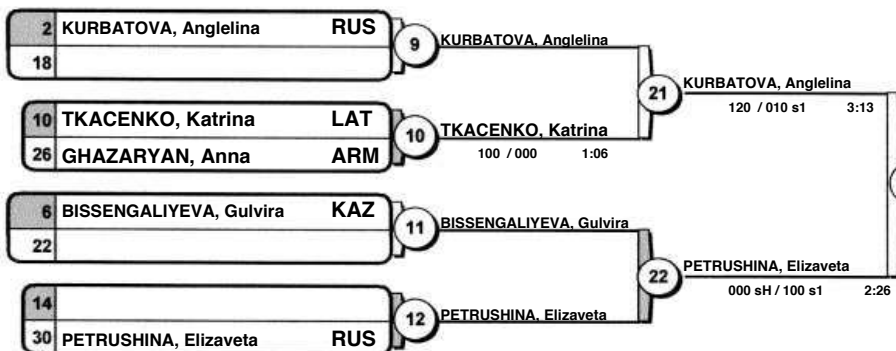 2 KURBATOVA, Anglelina RUS
18
9
KURBATOVA, Anglelina
10 TKACENKO, Katrina LAT
26 GHAZARYAN, Anna ARM
10
TKACENKO, Katrina
100 / 000 1:06
21
KURBATOVA, Anglelina
120 / 010 s1 3:13
6 BISSENGALIYEVA, Gulvira KAZ
22
11
BISSENGALIYEVA, Gulvira
14
30 PETRUSHINA, Elizaveta RUS
12
PETRUSHINA, Elizaveta
22
PETRUSHINA, Elizaveta
000 sH / 100 s1 2:26